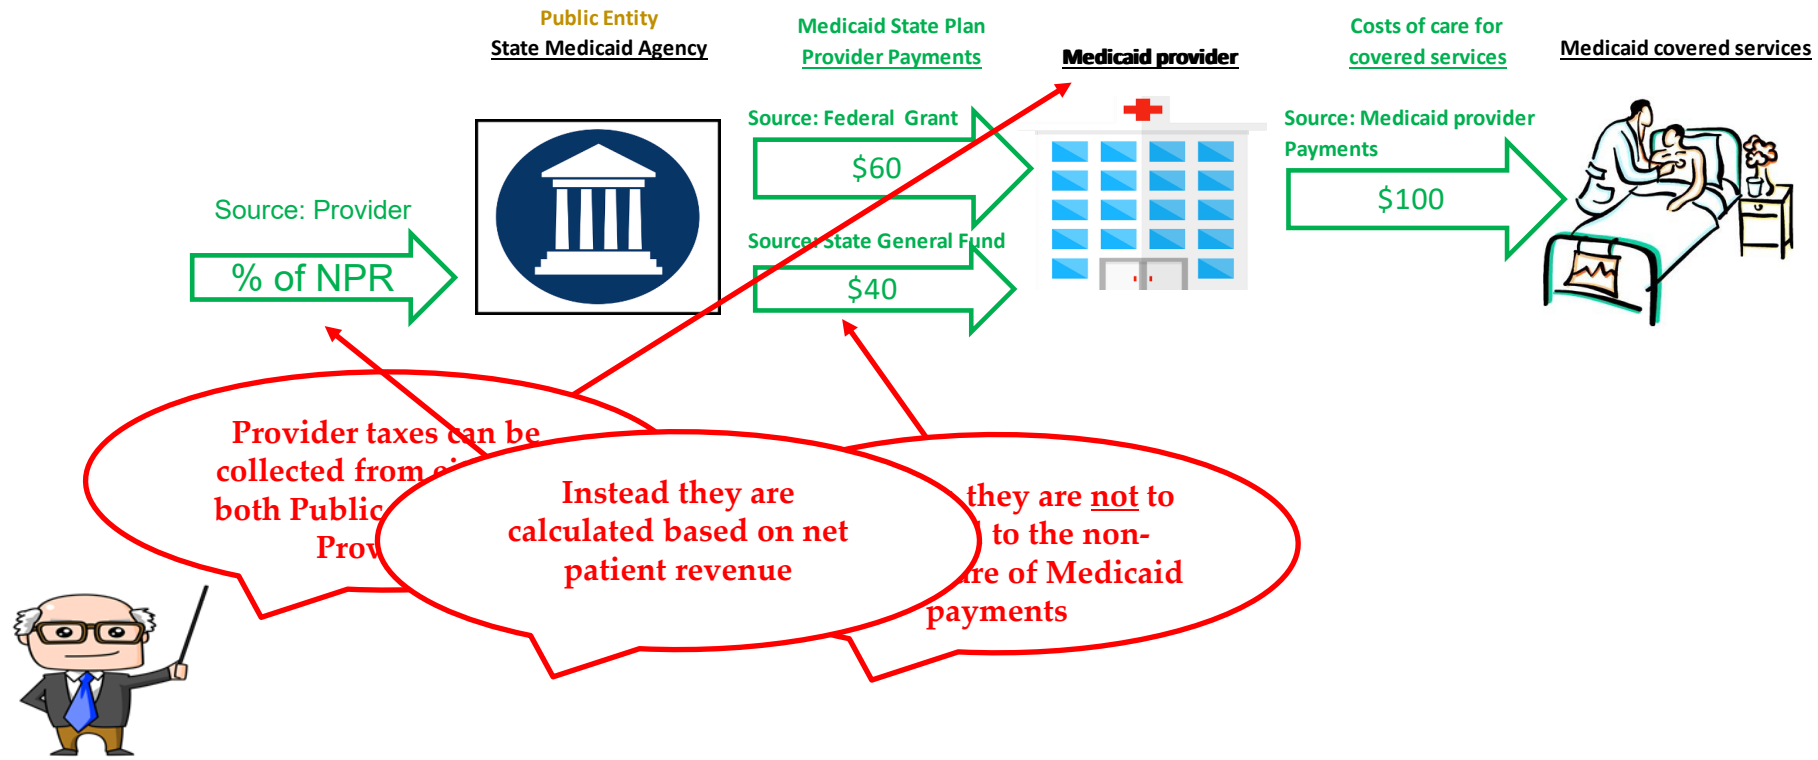 Public Entity
State Medicaid Agency
Medicaid State Plan
Provider Payments
Medicaid provider
Costs of care for
covered services
Medicaid covered services
Source: Federal Grant
$60
Source: Medicaid provider
Payments
$100
Source: Provider
% of NPR
Source: State General Fund
$40
Provider taxes can be
collected from
both Public
Instead they are
calculated based on net
patient revenue
they are not to
to the non-
of Medicaid
payments